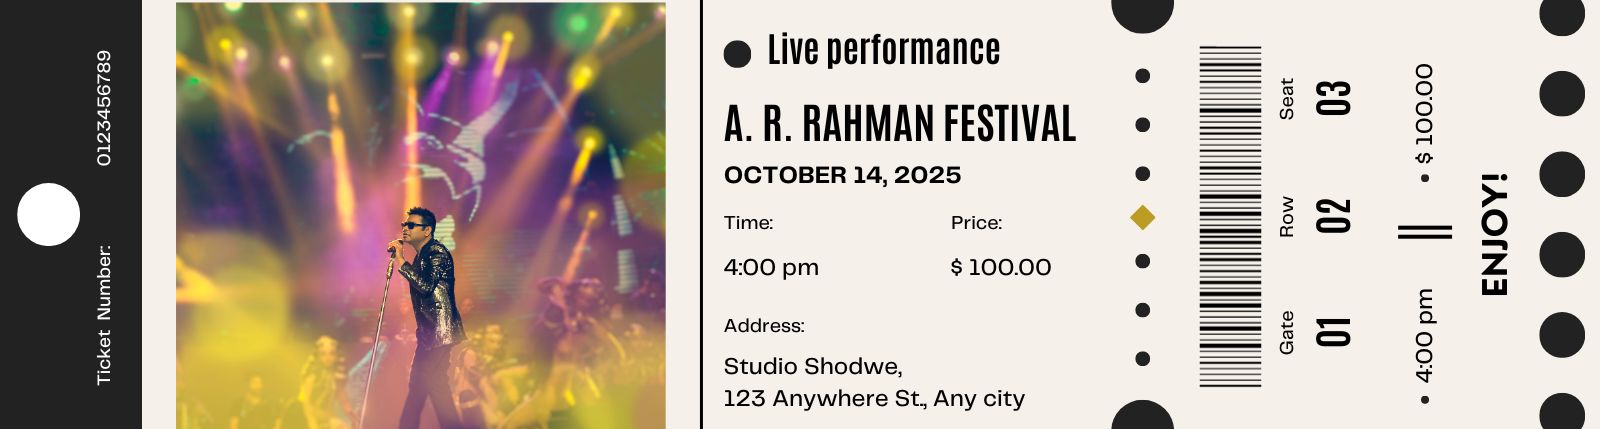 Ticket Number: 0123456789
Live performance
A. R. RAHMAN FESTIVAL
OCTOBER 14, 2025
Time: Price:
4:00 pm $ 100.00
Address:
Studio Shodwe,
123 Anywhere St., Any city
Gate Row Seat
01 02 03
• 4:00 pm • $ 100.00
ENJOY!